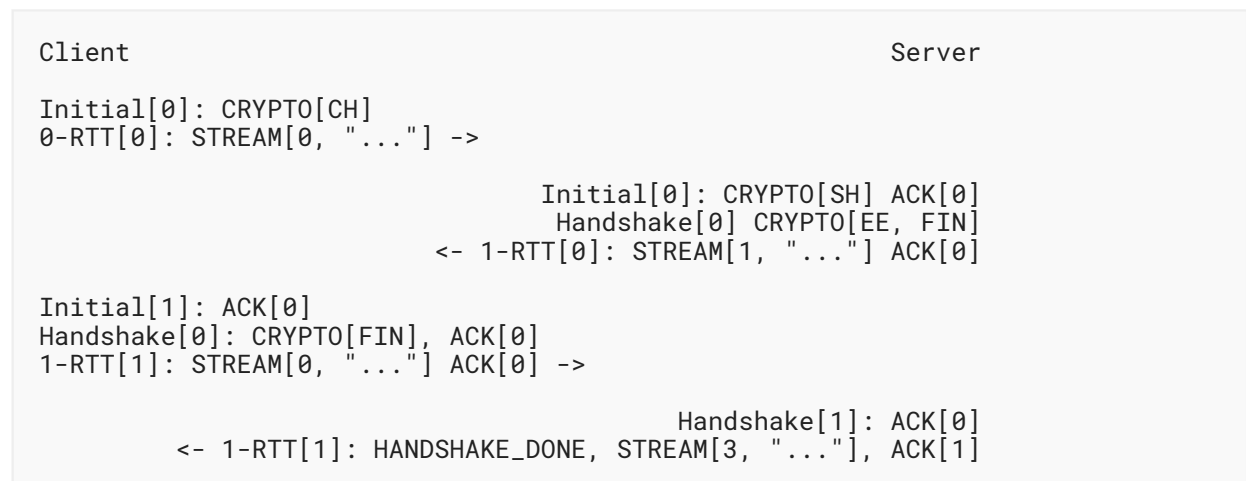 Client                                                  Server

Initial[0]: CRYPTO[CH]
0-RTT[0]: STREAM[0, "..."] ->

                                  Initial[0]: CRYPTO[SH] ACK[0]
                                   Handshake[0] CRYPTO[EE, FIN]
                          <- 1-RTT[0]: STREAM[1, "..."] ACK[0]

Initial[1]: ACK[0]
Handshake[0]: CRYPTO[FIN], ACK[0]
1-RTT[1]: STREAM[0, "..."] ACK[0] ->

                                           Handshake[1]: ACK[0]
         <- 1-RTT[1]: HANDSHAKE_DONE, STREAM[3, "..."], ACK[1]